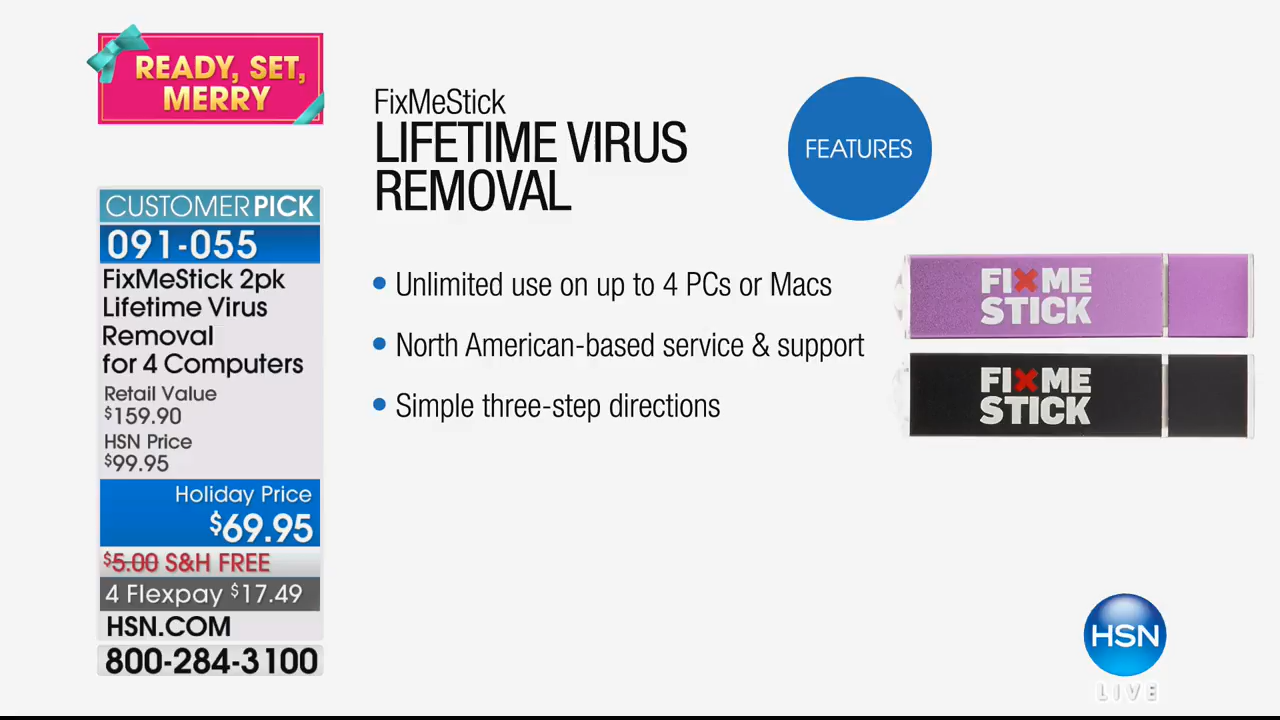 READY, SET,
MERRY
CUSTOMER PICK
091-055
FixMeStick 2pk
Lifetime Virus
Removal
for 4 Computers
Retail Value
$159.90
HSN Price
$99.95
Holiday Price
$69.95
$5.00 S&H FREE
4 Flexpay $17.49
HSN.COM
800-284-3100
FixMeStick
LIFETIME VIRUS
REMOVAL
FEATURES
• Unlimited use on up to 4 PCs or Macs
• North American-based service & support
• Simple three-step directions
FIXME
STICK
FIXME
STICK
HSN
LIVE